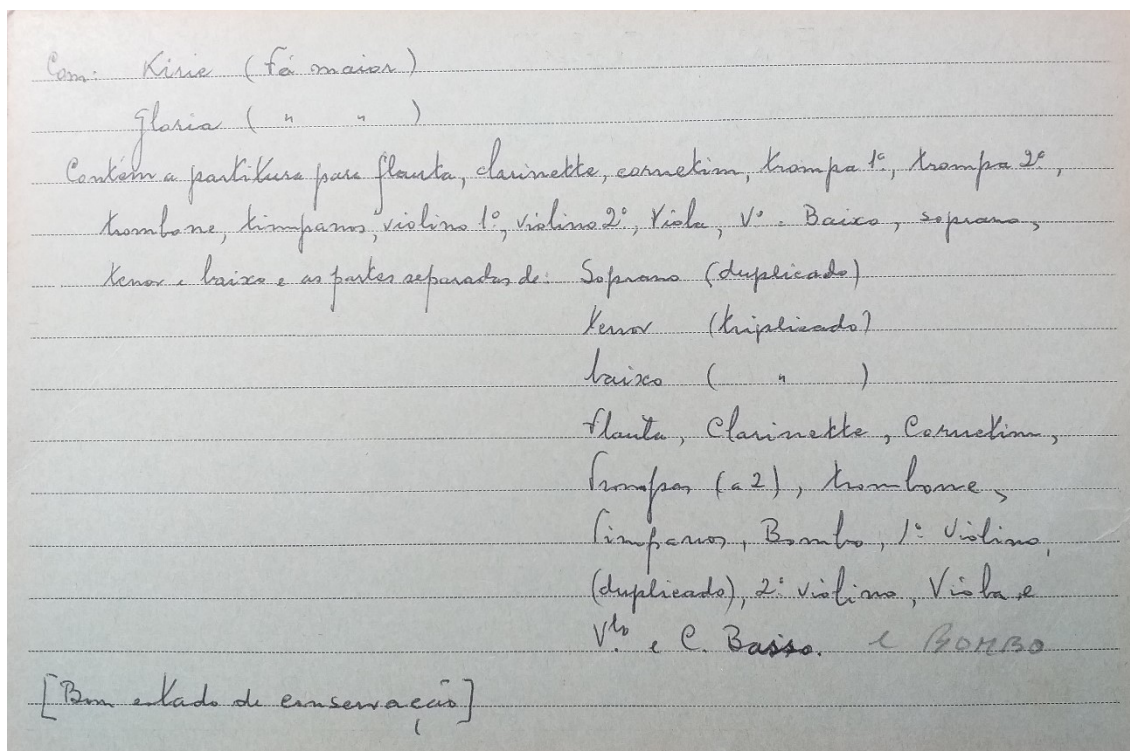 Com: Kirie (fá maior)
Gloria ( " " )
Contém a partitura para flauta, clarinette, cornetim, trompa 1ª, trompa 2ª,
trombone, timpanos, violino 1º, violino 2º, Viola, Vº. Baixo, soprano,
tenor e baixo e as partes separadas de: Soprano (duplicado)
tenor (triplicado)
baixo ( " )
flauta, Clarinette, Cornetim,
Trompas (a 2), trombone,
Timpanos, Bombo, 1º Violino,
(duplicado), 2º violino, Viola e
Vlo. e C. Basso. e BOMBO
[Bom estado de conservação]